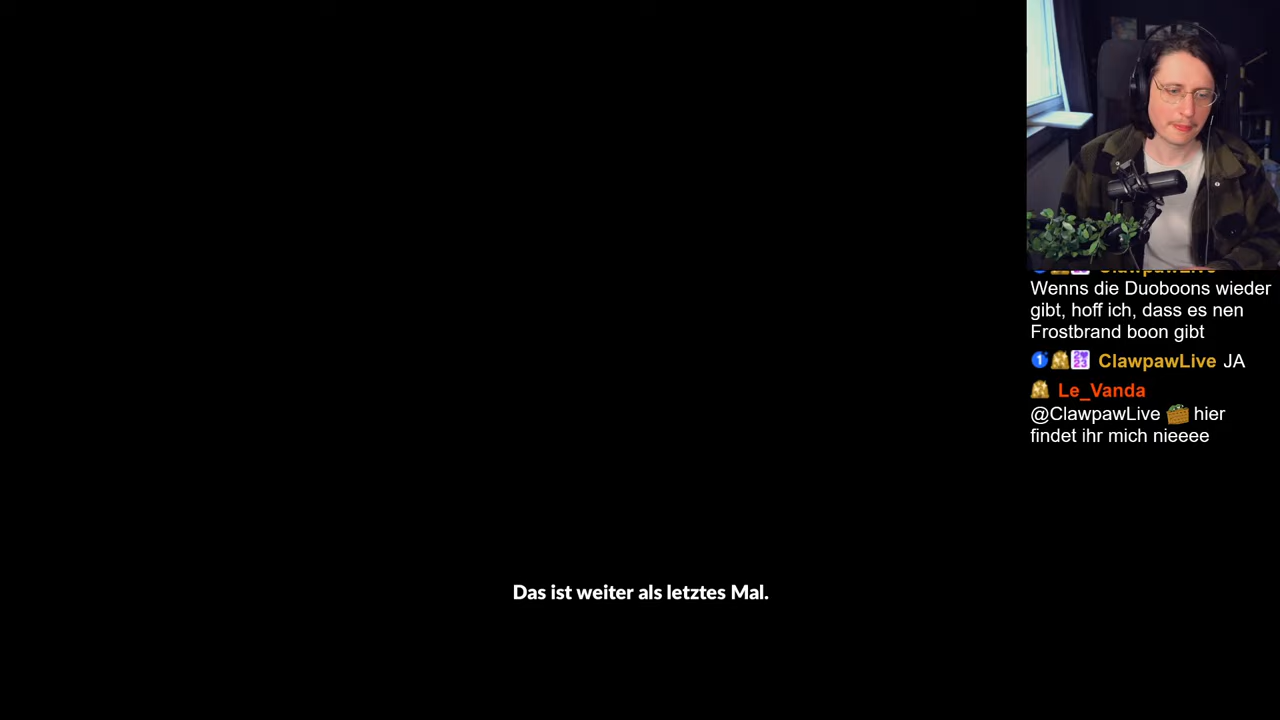 ClawpawLive
Wenns die Duoboons wieder
gibt, hoff ich, dass es nen
Frostbrand boon gibt
ClawpawLive JA
Le_Vanda
@ClawpawLive hier
findet ihr mich nieeee
Das ist weiter als letztes Mal.